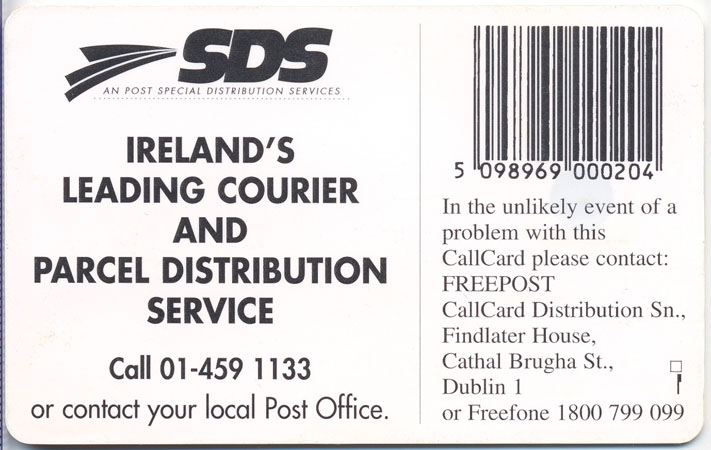 SDS
AN POST SPECIAL DISTRIBUTION SERVICES
IRELAND'S
LEADING COURIER
AND
PARCEL DISTRIBUTION
SERVICE
Call 01-459 1133
or contact your local Post Office.
5 098969 000204
In the unlikely event of a
problem with this
CallCard please contact:
FREEPOST
CallCard Distribution Sn.,
Findlater House,
Cathal Brugha St.,
Dublin 1
or Freefone 1800 799 099